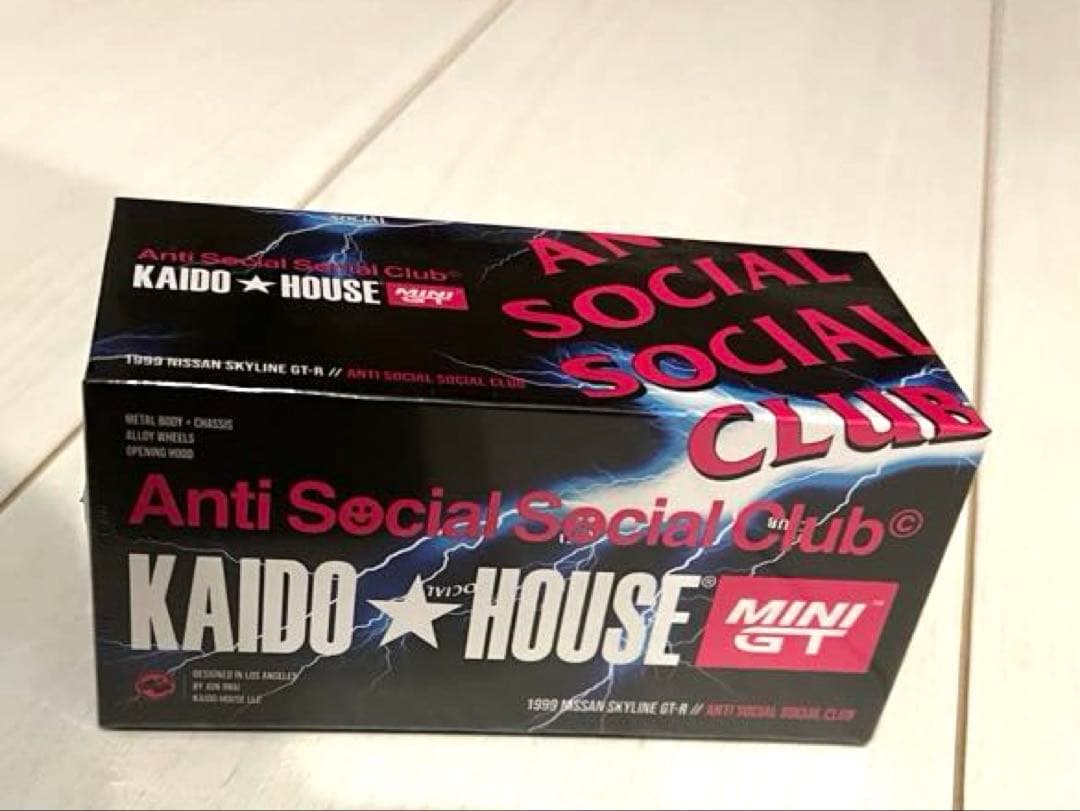 SOCIAL
Anti Social Social Club©
KAIDO ★ HOUSE MINI GT
1999 NISSAN SKYLINE GT-R // ANTI SOCIAL SOCIAL CLUB
SOCIAL
SOCIAL
CLUB
METAL BODY + CHASSIS
ALLOY WHEELS
OPENING HOOD
Anti Social Social Club©
KAIDO ★ HOUSE® MINI GT™
DESIGNED IN LOS ANGELES
BY JUN IMAI
KAIDO HOUSE LLC
1999 NISSAN SKYLINE GT-R // ANTI SOCIAL SOCIAL CLUB